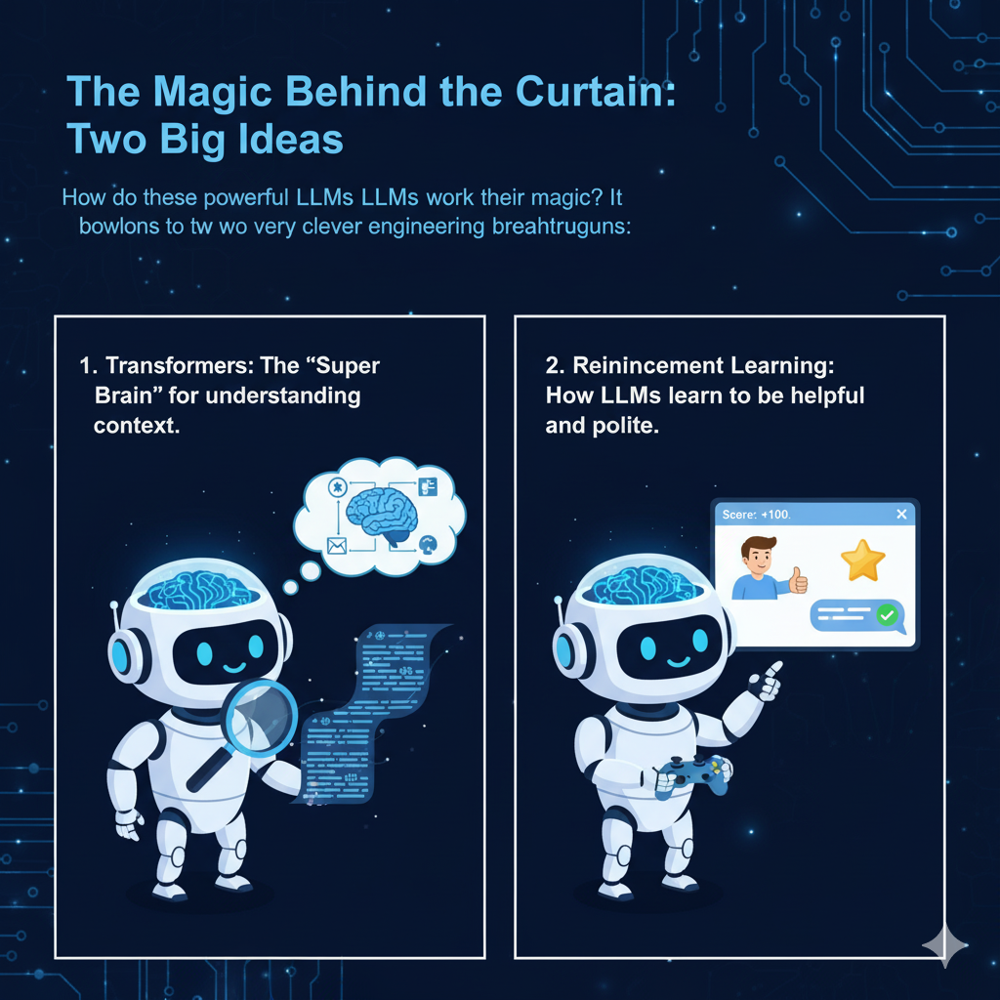 The Magic Behind the Curtain:
Two Big Ideas
How do these powerful LLMs LLMs work their magic? It
bowlons to tw wo very clever engineering breahtruguns:
1. Transformers: The “Super
Brain” for understanding
context.
2. Reinincement Learning:
How LLMs learn to be helpful
and polite.
Scere: +100.